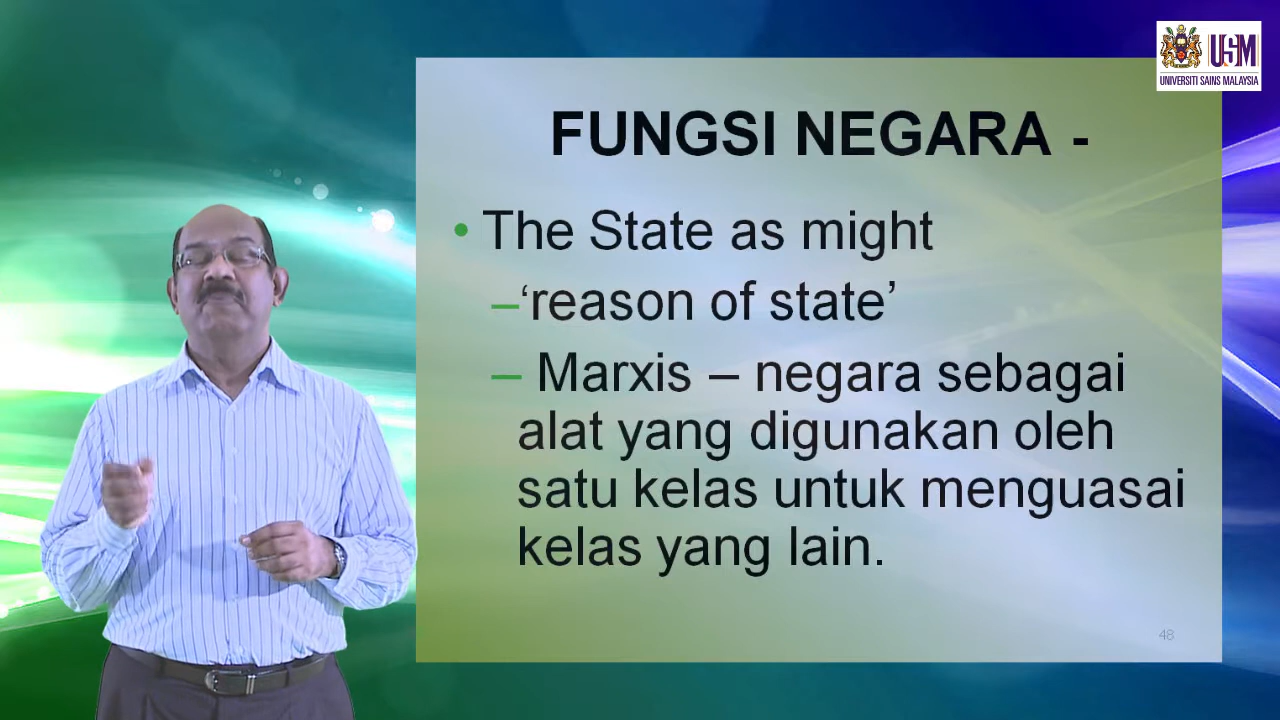 USM
UNIVERSITI SAINS MALAYSIA
FUNGSI NEGARA -
• The State as might
–‘reason of state’
– Marxis – negara sebagai
alat yang digunakan oleh
satu kelas untuk menguasai
kelas yang lain.
48